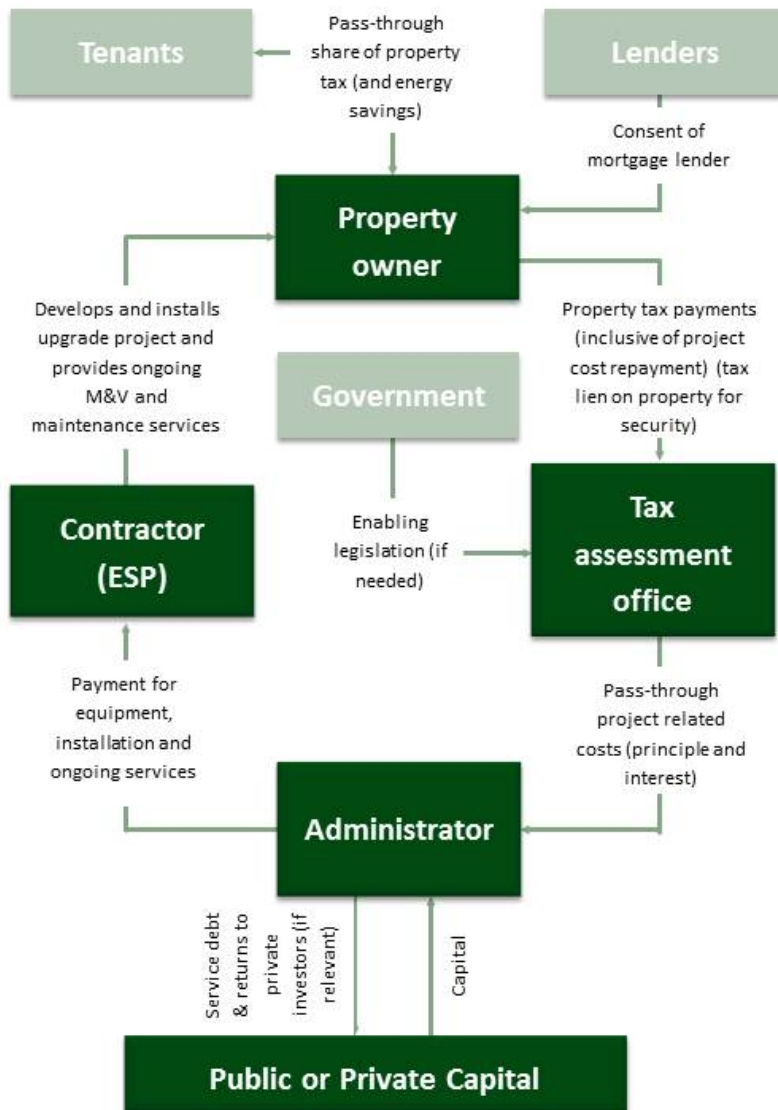 Tenants
Pass-through
share of property
tax (and energy
savings)
Lenders
Consent of
mortgage lender
Property
owner
Develops and installs
upgrade project and
provides ongoing
M&V and
maintenance services
Property tax payments
(inclusive of project
cost repayment) (tax
lien on property for
security)
Government
Contractor
(ESP)
Enabling
legislation (if
needed)
Tax
assessment
office
Payment for
equipment,
installation and
ongoing services
Pass-through
project related
costs (principle and
interest)
Administrator
Service debt
& returns to
private
investors (if
relevant)
Capital
Public or Private Capital